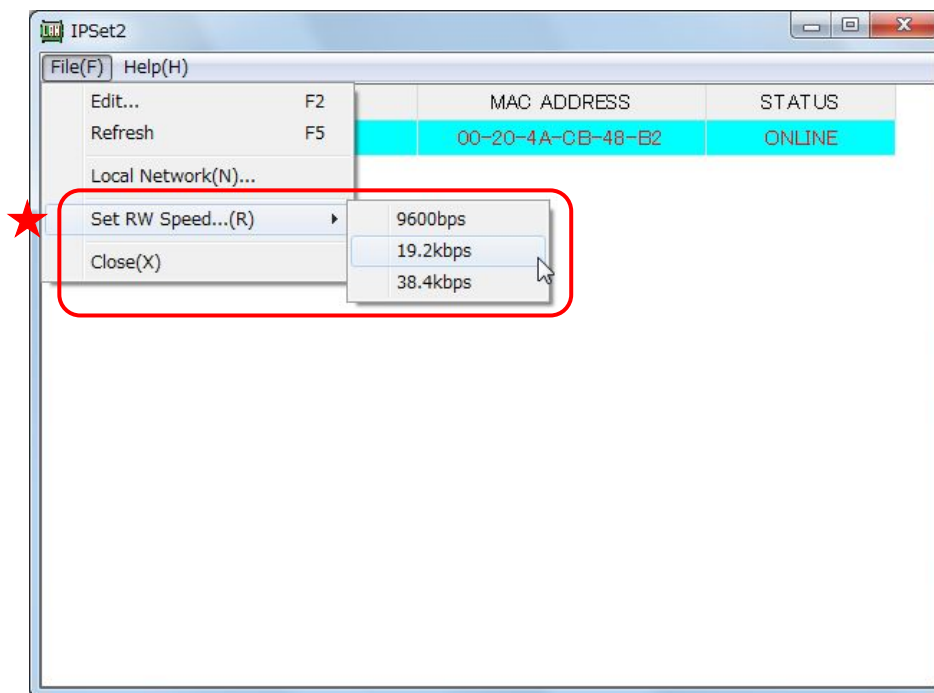 IPSet2
File(F) Help(H)
Edit... F2
Refresh F5
Local Network(N)...
Set RW Speed...(R)
Close(X)
9600bps
19.2kbps
38.4kbps
MAC ADDRESS STATUS
00-20-4A-CB-48-B2 ONLINE